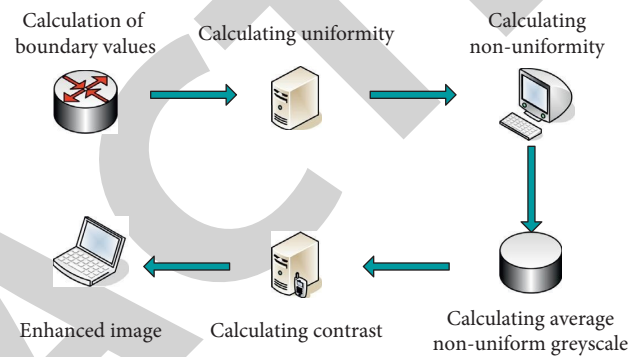 Calculation of
boundary values
Calculating uniformity
Calculating
non-uniformity
Enhanced image
Calculating contrast
Calculating average
non-uniform greyscale